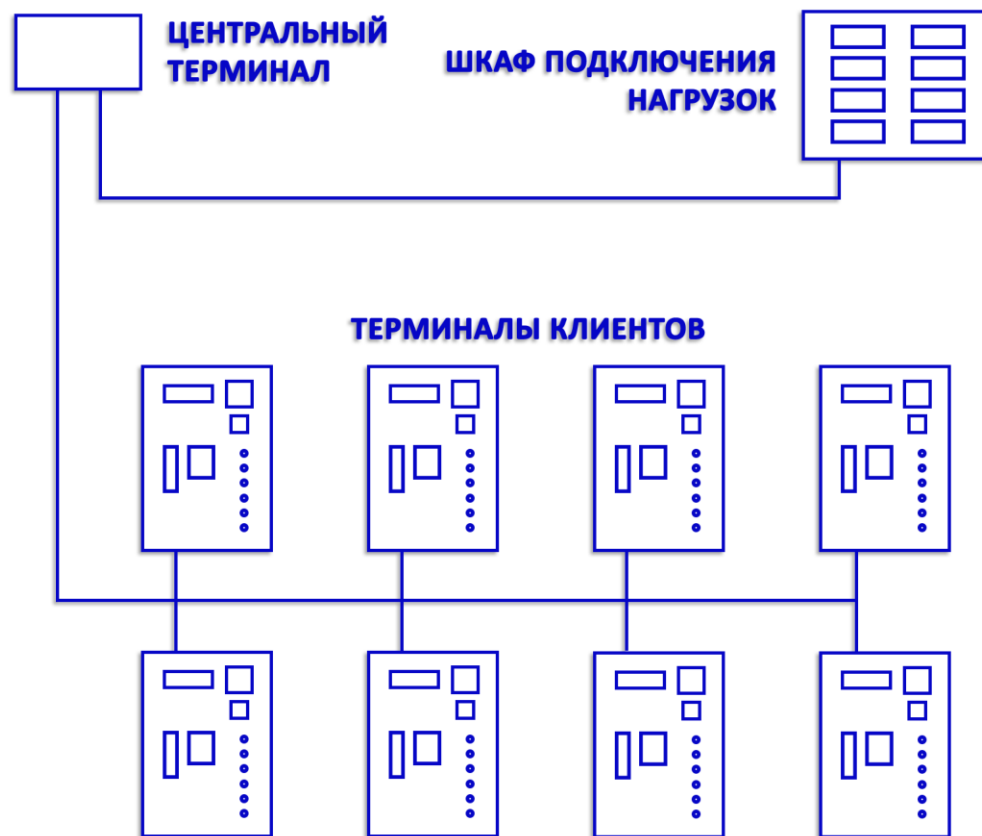 ЦЕНТРАЛЬНЫЙ
ТЕРМИНАЛ
ШКАФ ПОДКЛЮЧЕНИЯ
НАГРУЗОК
ТЕРМИНАЛЫ КЛИЕНТОВ